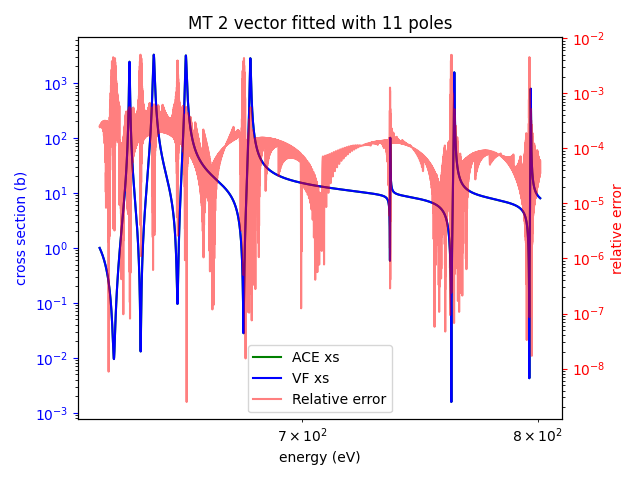 MT 2 vector fitted with 11 poles
cross section (b)
10³
10²
10¹
10⁰
10⁻¹
10⁻²
10⁻³
10⁻²
10⁻³
10⁻⁴
10⁻⁵
10⁻⁶
10⁻⁷
10⁻⁸
relative error
ACE xs
VF xs
Relative error
7 × 10²
8 × 10²
energy (eV)